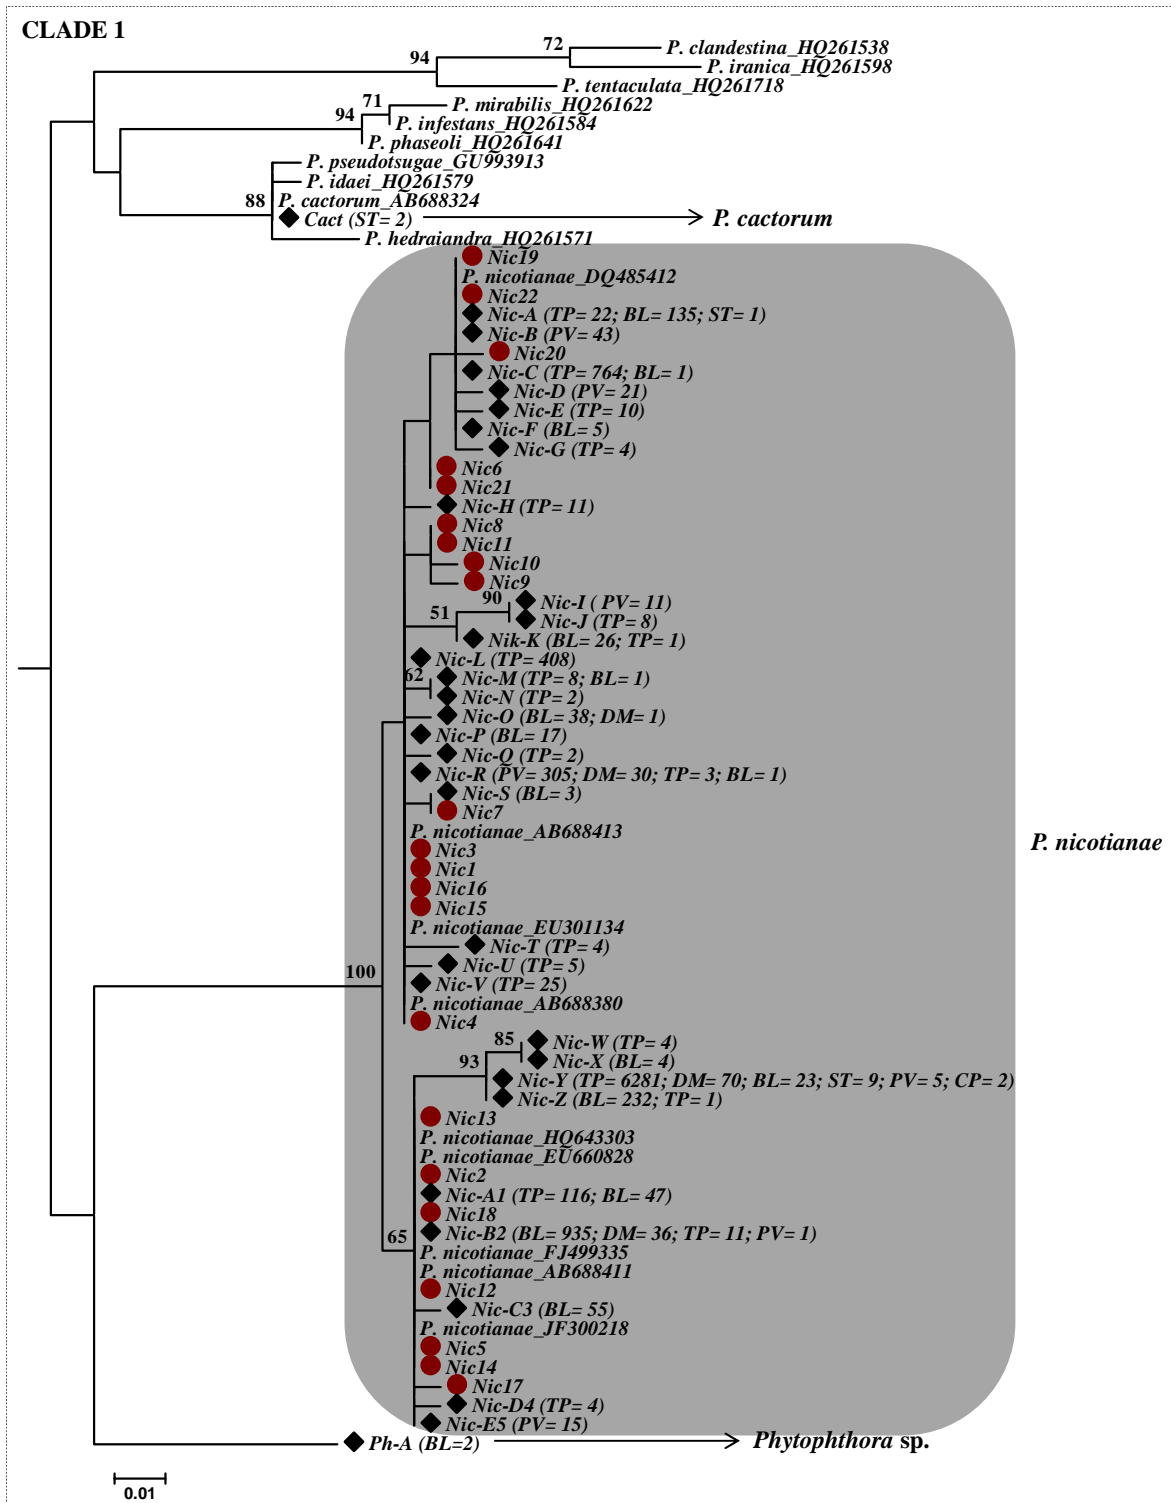 CLADE 1
72
P. clandestina_HQ261538
94
P. iranica_HQ261598
P. tentaculata_HQ261718
71
P. mirabilis_HQ261622
94
P. infestans_HQ261584
P. phaseoli_HQ261641
P. pseudotsugae_GU993913
P. idaei_HQ261579
88
P. cactorum_AB688324
Cact (ST= 2)
P. cactorum
P. hedraiandra_HQ261571
Nic19
P. nicotianae_DQ485412
Nic22
Nic-A (TP= 22; BL= 135; ST= 1)
Nic-B (PV= 43)
Nic20
Nic-C (TP= 764; BL= 1)
Nic-D (PV= 21)
Nic-E (TP= 10)
Nic-F (BL= 5)
Nic-G (TP= 4)
Nic6
Nic21
Nic-H (TP= 11)
Nic8
Nic11
Nic10
Nic9
90
Nic-I ( PV= 11)
51
Nic-J (TP= 8)
Nik-K (BL= 26; TP= 1)
Nic-L (TP= 408)
62
Nic-M (TP= 8; BL= 1)
Nic-N (TP= 2)
Nic-O (BL= 38; DM= 1)
Nic-P (BL= 17)
Nic-Q (TP= 2)
Nic-R (PV= 305; DM= 30; TP= 3; BL= 1)
Nic-S (BL= 3)
Nic7
P. nicotianae_AB688413
P. nicotianae
Nic3
Nic1
Nic16
Nic15
P. nicotianae_EU301134
Nic-T (TP= 4)
Nic-U (TP= 5)
100
Nic-V (TP= 25)
P. nicotianae_AB688380
Nic4
85
Nic-W (TP= 4)
93
Nic-X (BL= 4)
Nic-Y (TP= 6281; DM= 70; BL= 23; ST= 9; PV= 5; CP= 2)
Nic-Z (BL= 232; TP= 1)
Nic13
P. nicotianae_HQ643303
P. nicotianae_EU660828
Nic2
Nic-A1 (TP= 116; BL= 47)
Nic18
65
Nic-B2 (BL= 935; DM= 36; TP= 11; PV= 1)
P. nicotianae_FJ499335
P. nicotianae_AB688411
Nic12
Nic-C3 (BL= 55)
P. nicotianae_JF300218
Nic5
Nic14
Nic17
Nic-D4 (TP= 4)
Nic-E5 (PV= 15)
Ph-A (BL=2)
Phytophthora sp.
0.01